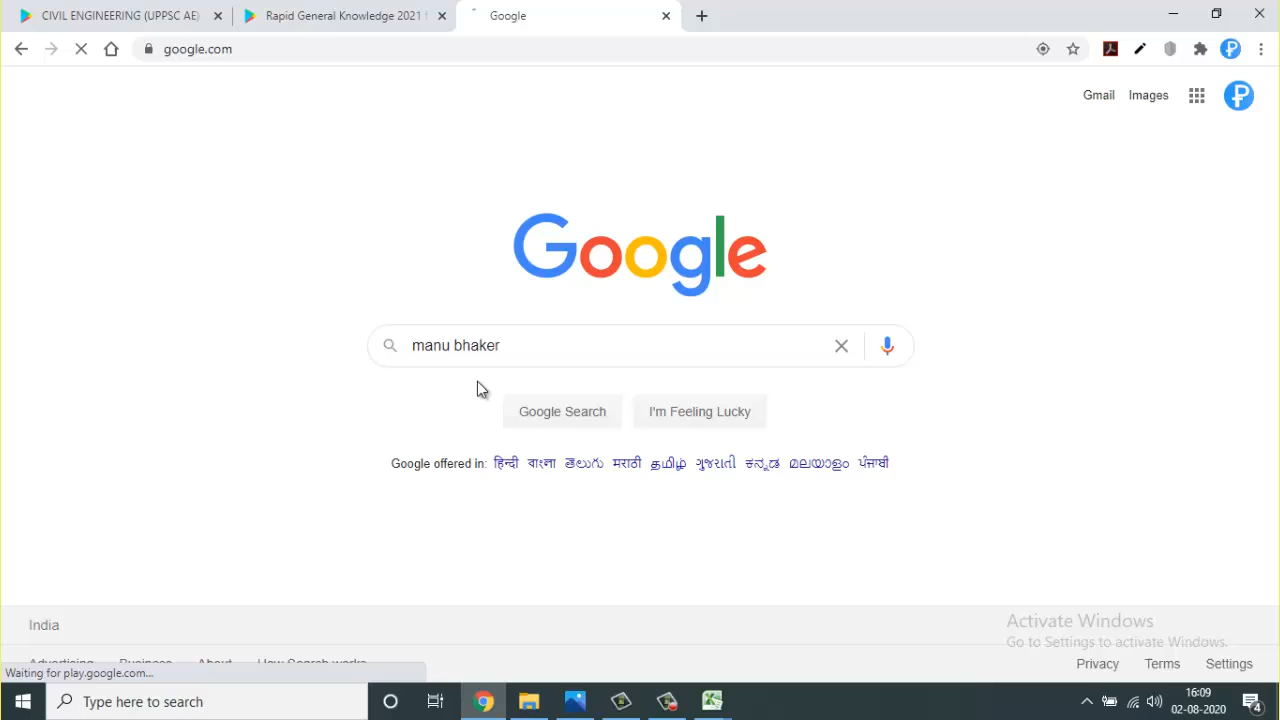 CIVIL ENGINEERING (UPPSC AE)
Rapid General Knowledge 2021 f
Google
google.com
Gmail
Images
Google
manu bhaker
Google Search
I'm Feeling Lucky
Google offered in: हिन्दी বাংলা తెలుగు मराठी தமிழ் ગુજરાતી ಕನ್ನಡ മലയാളം ਪੰਜਾਬੀ
India
Activate Windows
Go to Settings to activate Windows.
Advertising Business About How Search works
Privacy Terms Settings
Waiting for play.google.com...
Type here to search
16:09
02-08-2020
4